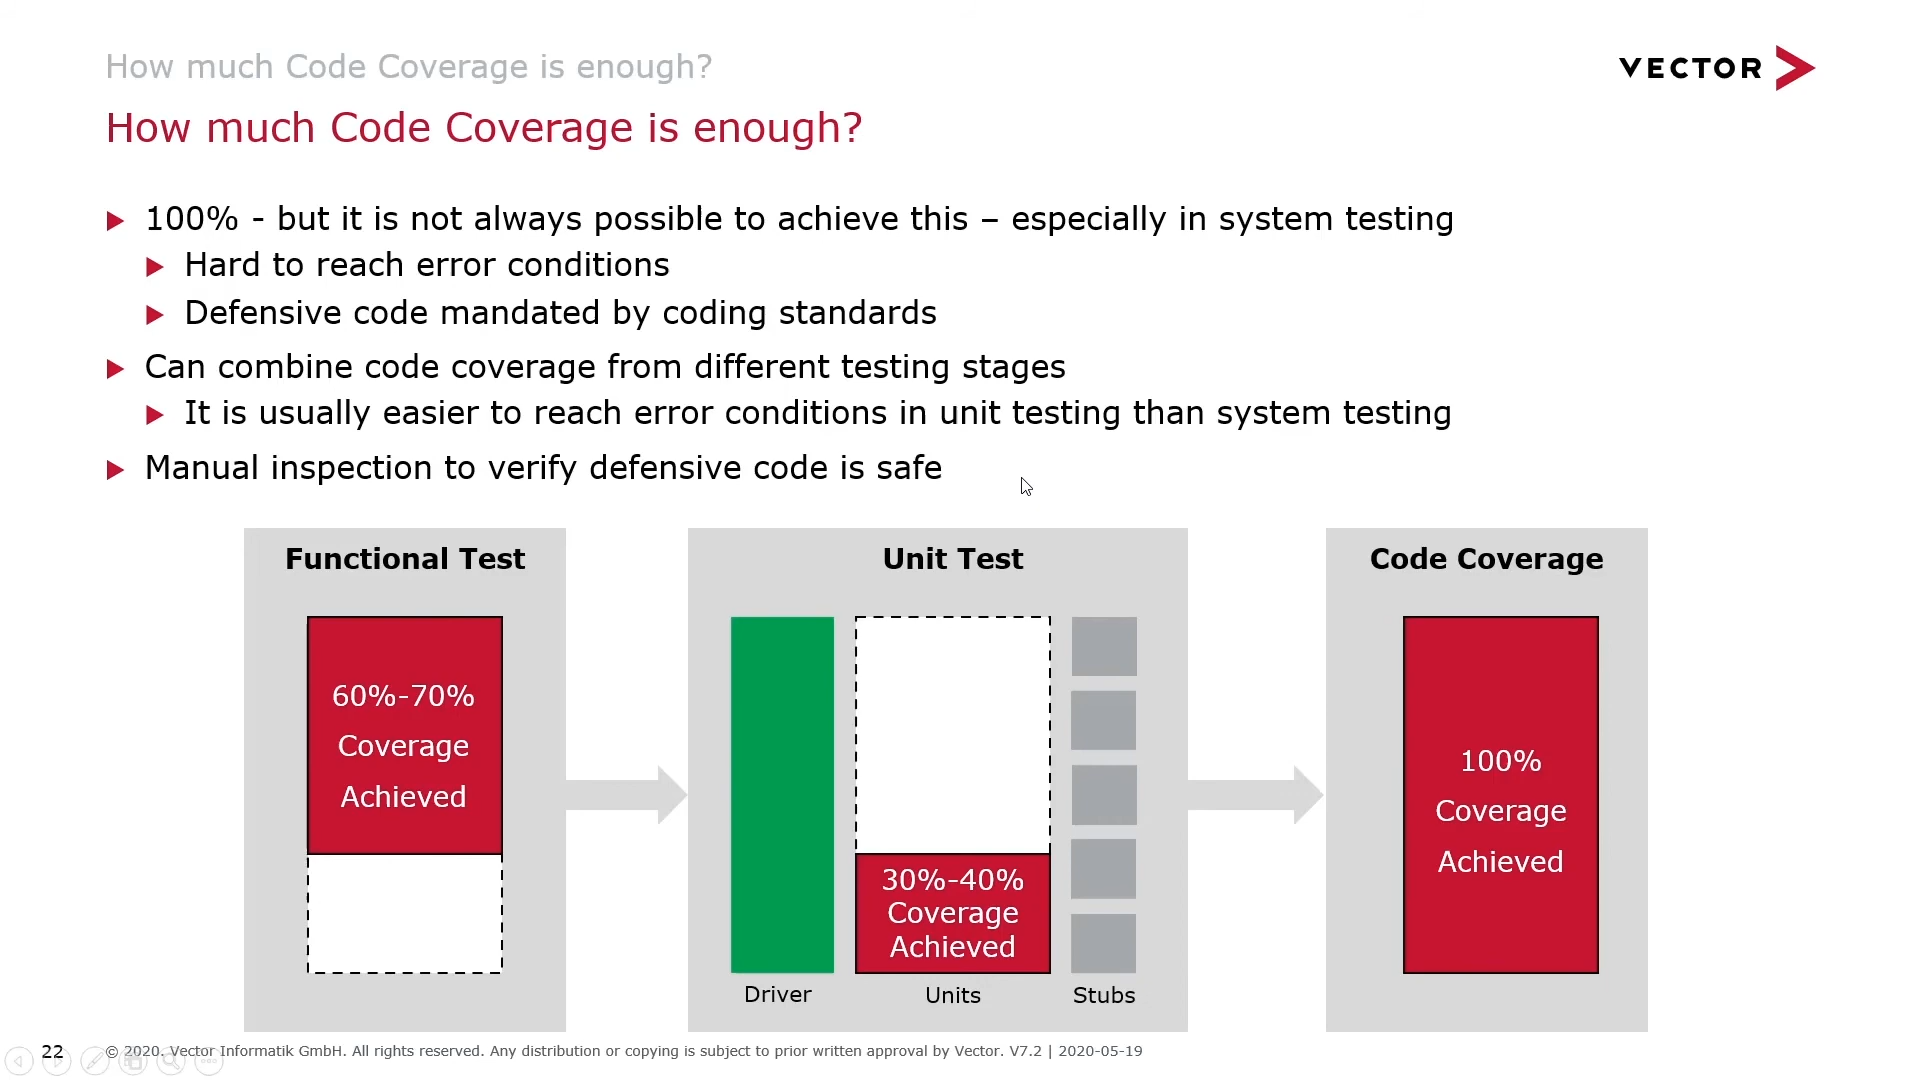 How much Code Coverage is enough?
VECTOR
How much Code Coverage is enough?
100% - but it is not always possible to achieve this – especially in system testing
Hard to reach error conditions
Defensive code mandated by coding standards
Can combine code coverage from different testing stages
It is usually easier to reach error conditions in unit testing than system testing
Manual inspection to verify defensive code is safe
Functional Test
60%-70%
Coverage
Achieved
Unit Test
30%-40%
Coverage
Achieved
Driver
Units
Stubs
Code Coverage
100%
Coverage
Achieved
22
© 2020. Vector Informatik GmbH. All rights reserved. Any distribution or copying is subject to prior written approval by Vector. V7.2 | 2020-05-19